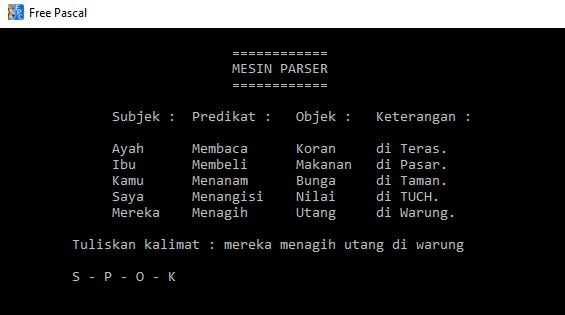 Free Pascal
============
MESIN PARSER
============
Subjek : Predikat : Objek : Keterangan :
Ayah Membaca Koran di Teras.
Ibu Membeli Makanan di Pasar.
Kamu Menanam Bunga di Taman.
Saya Menangisi Nilai di TUCH.
Mereka Menagih Utang di Warung.
Tuliskan kalimat : mereka menagih utang di warung
S - P - O - K